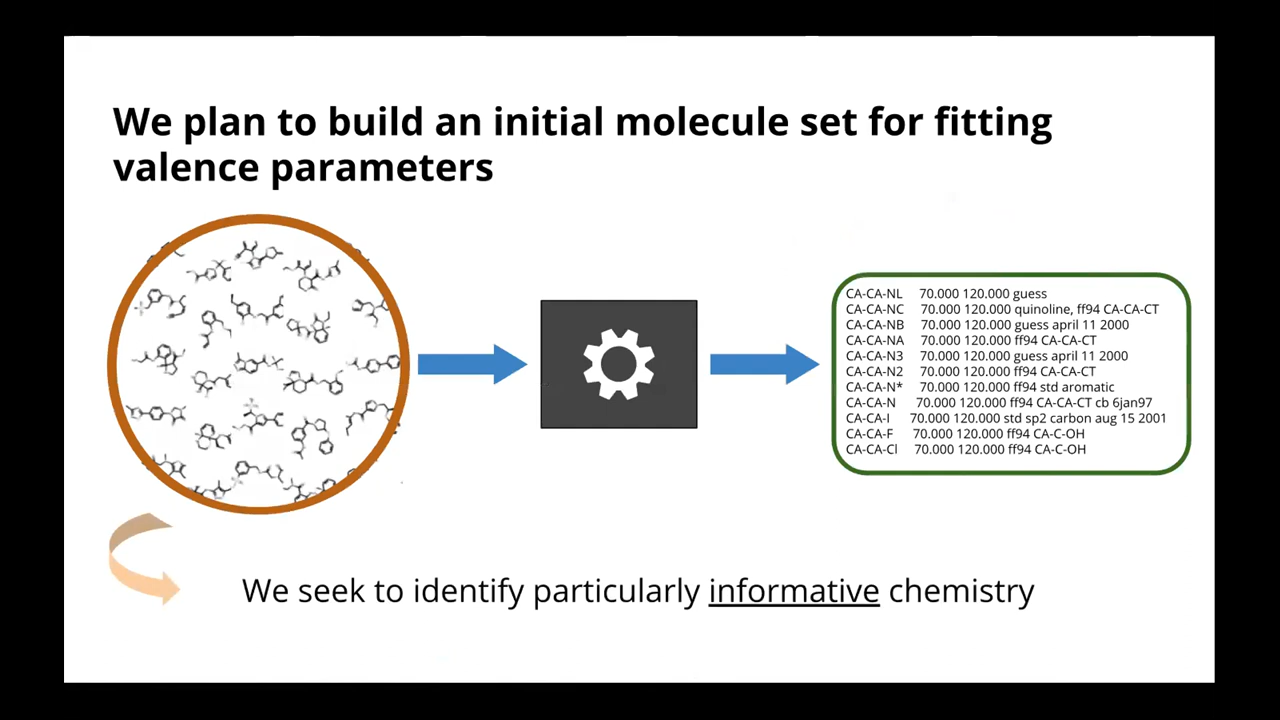 We plan to build an initial molecule set for fitting
valence parameters
CA-CA-NL 70.000 120.000 guess
CA-CA-NC 70.000 120.000 quinoline, ff94 CA-CA-CT
CA-CA-NB 70.000 120.000 guess april 11 2000
CA-CA-NA 70.000 120.000 ff94 CA-CA-CT
CA-CA-N3 70.000 120.000 guess april 11 2000
CA-CA-N2 70.000 120.000 ff94 CA-CA-CT
CA-CA-N* 70.000 120.000 ff94 std aromatic
CA-CA-N 70.000 120.000 ff94 CA-CA-CT cb 6jan97
CA-CA-I 70.000 120.000 std sp2 carbon aug 15 2001
CA-CA-F 70.000 120.000 ff94 CA-C-OH
CA-CA-Cl 70.000 120.000 ff94 CA-C-OH
We seek to identify particularly informative chemistry